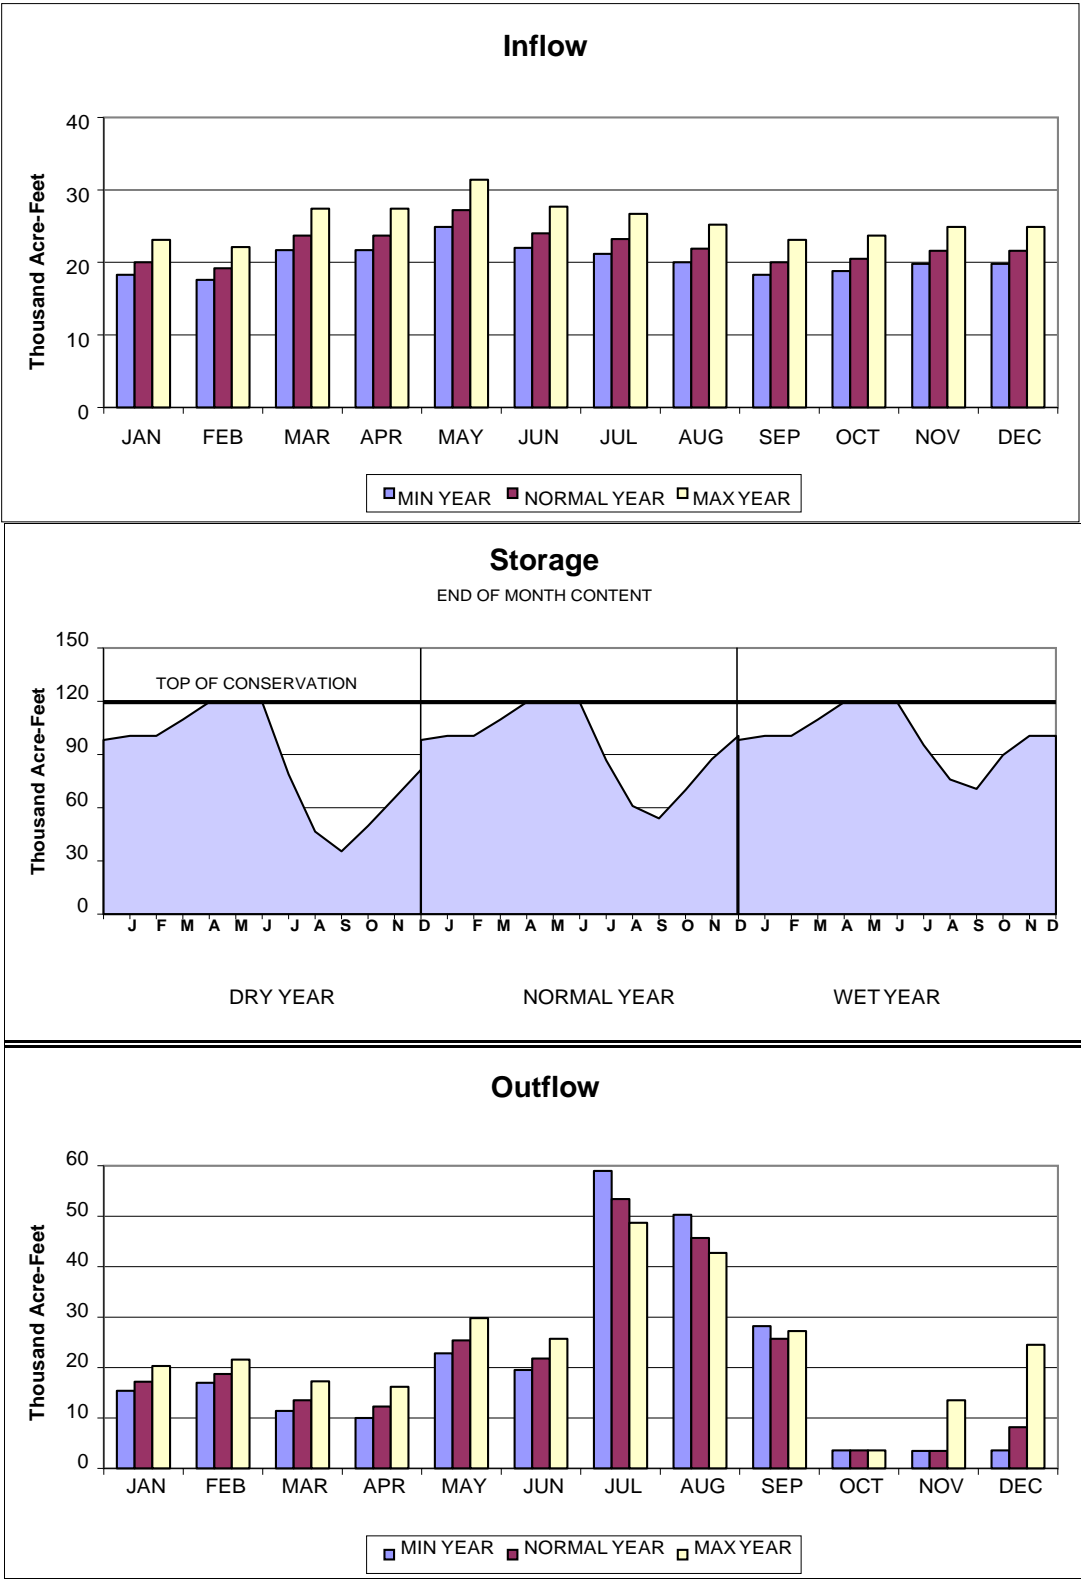 Inflow
Thousand Acre-Feet
40
30
20
10
0
JAN FEB MAR APR MAY JUN JUL AUG SEP OCT NOV DEC
MIN YEAR NORMAL YEAR MAX YEAR
Storage
END OF MONTH CONTENT
Thousand Acre-Feet
150
120
90
60
30
0
TOP OF CONSERVATION
J F M A M J J A S O N D J F M A M J J A S O N D J F M A M J J A S O N D
DRY YEAR NORMAL YEAR WET YEAR
Outflow
Thousand Acre-Feet
60
50
40
30
20
10
0
JAN FEB MAR APR MAY JUN JUL AUG SEP OCT NOV DEC
MIN YEAR NORMAL YEAR MAX YEAR